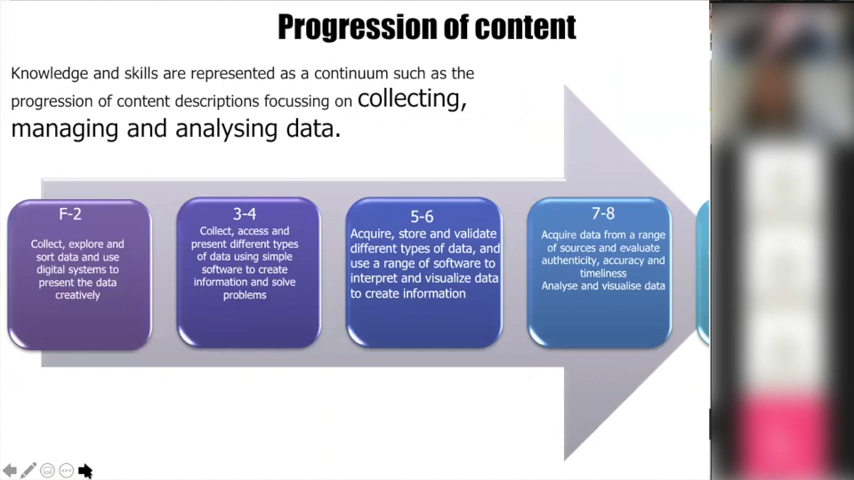 Progression of content
Knowledge and skills are represented as a continuum such as the
progression of content descriptions focussing on collecting,
managing and analysing data.
F-2
Collect, explore and
sort data and use
digital systems to
present the data
creatively
3-4
Collect, access and
present different types
of data using simple
software to create
information and solve
problems
5-6
Acquire, store and validate
different types of data, and
use a range of software to
interpret and visualize data
to create information
7-8
Acquire data from a range
of sources and evaluate
authenticity, accuracy and
timeliness
Analyse and visualise data